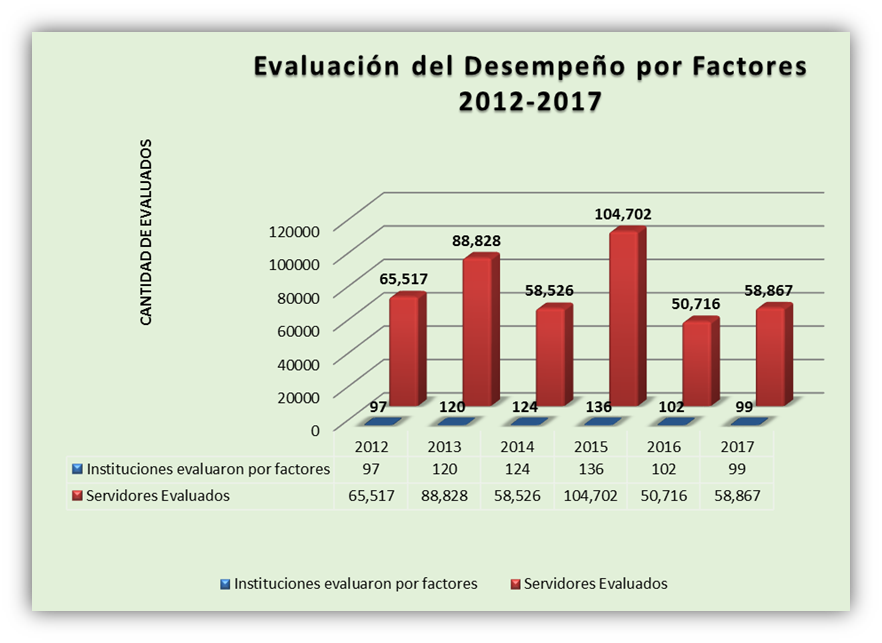 Evaluación del Desempeño por Factores
2012-2017
CANTIDAD DE EVALUADOS
120000
100000
80000
60000
40000
20000
0
65,517
88,828
58,526
104,702
50,716
58,867
97 120 124 136 102 99
2012 2013 2014 2015 2016 2017
Instituciones evaluaron por factores 97 120 124 136 102 99
Servidores Evaluados 65,517 88,828 58,526 104,702 50,716 58,867
Instituciones evaluaron por factores Servidores Evaluados